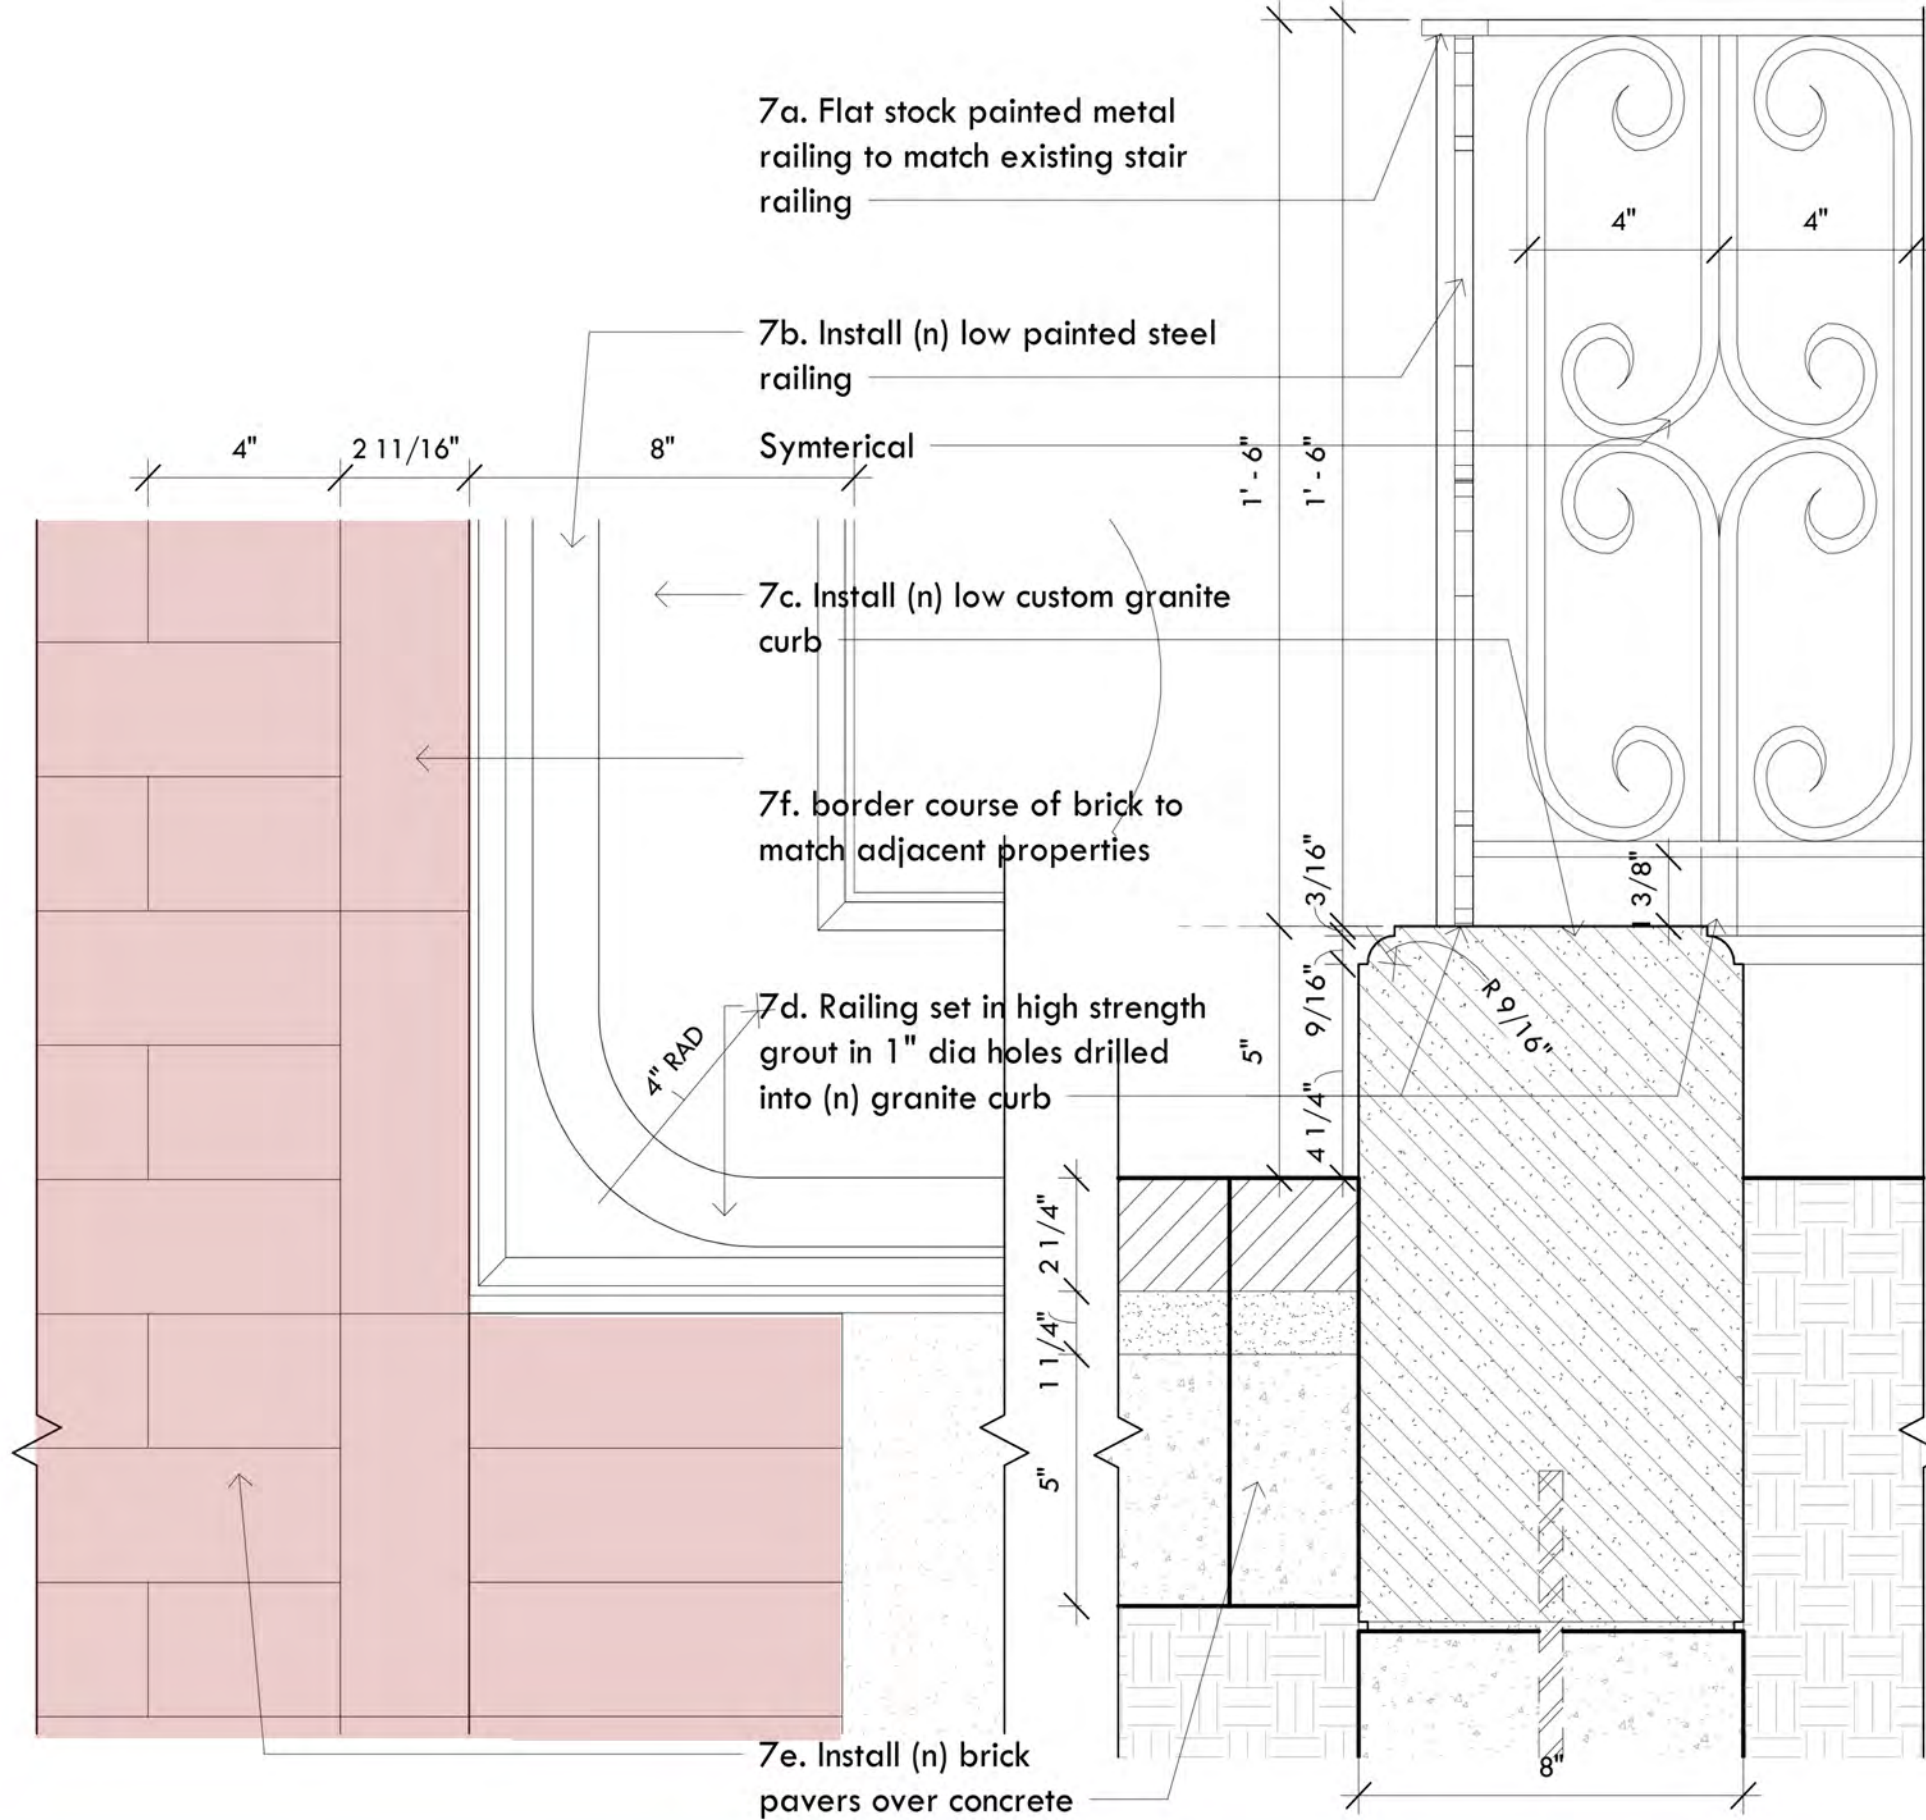 7a. Flat stock painted metal
railing to match existing stair
railing
4"
4"
7b. Install (n) low painted steel
railing
4"
2 11/16"
8"
Symterical
1' - 6"
1' - 6"
7c. Install (n) low custom granite
curb
7f. border course of brick to
match adjacent properties
3/16"
1 3/8"
7d. Railing set in high strength
grout in 1" dia holes drilled
into (n) granite curb
4" RAD
9/16"
R 9/16"
5"
4 1/4"
2 1/4"
1 1/4"
5"
7e. Install (n) brick
pavers over concrete
8"